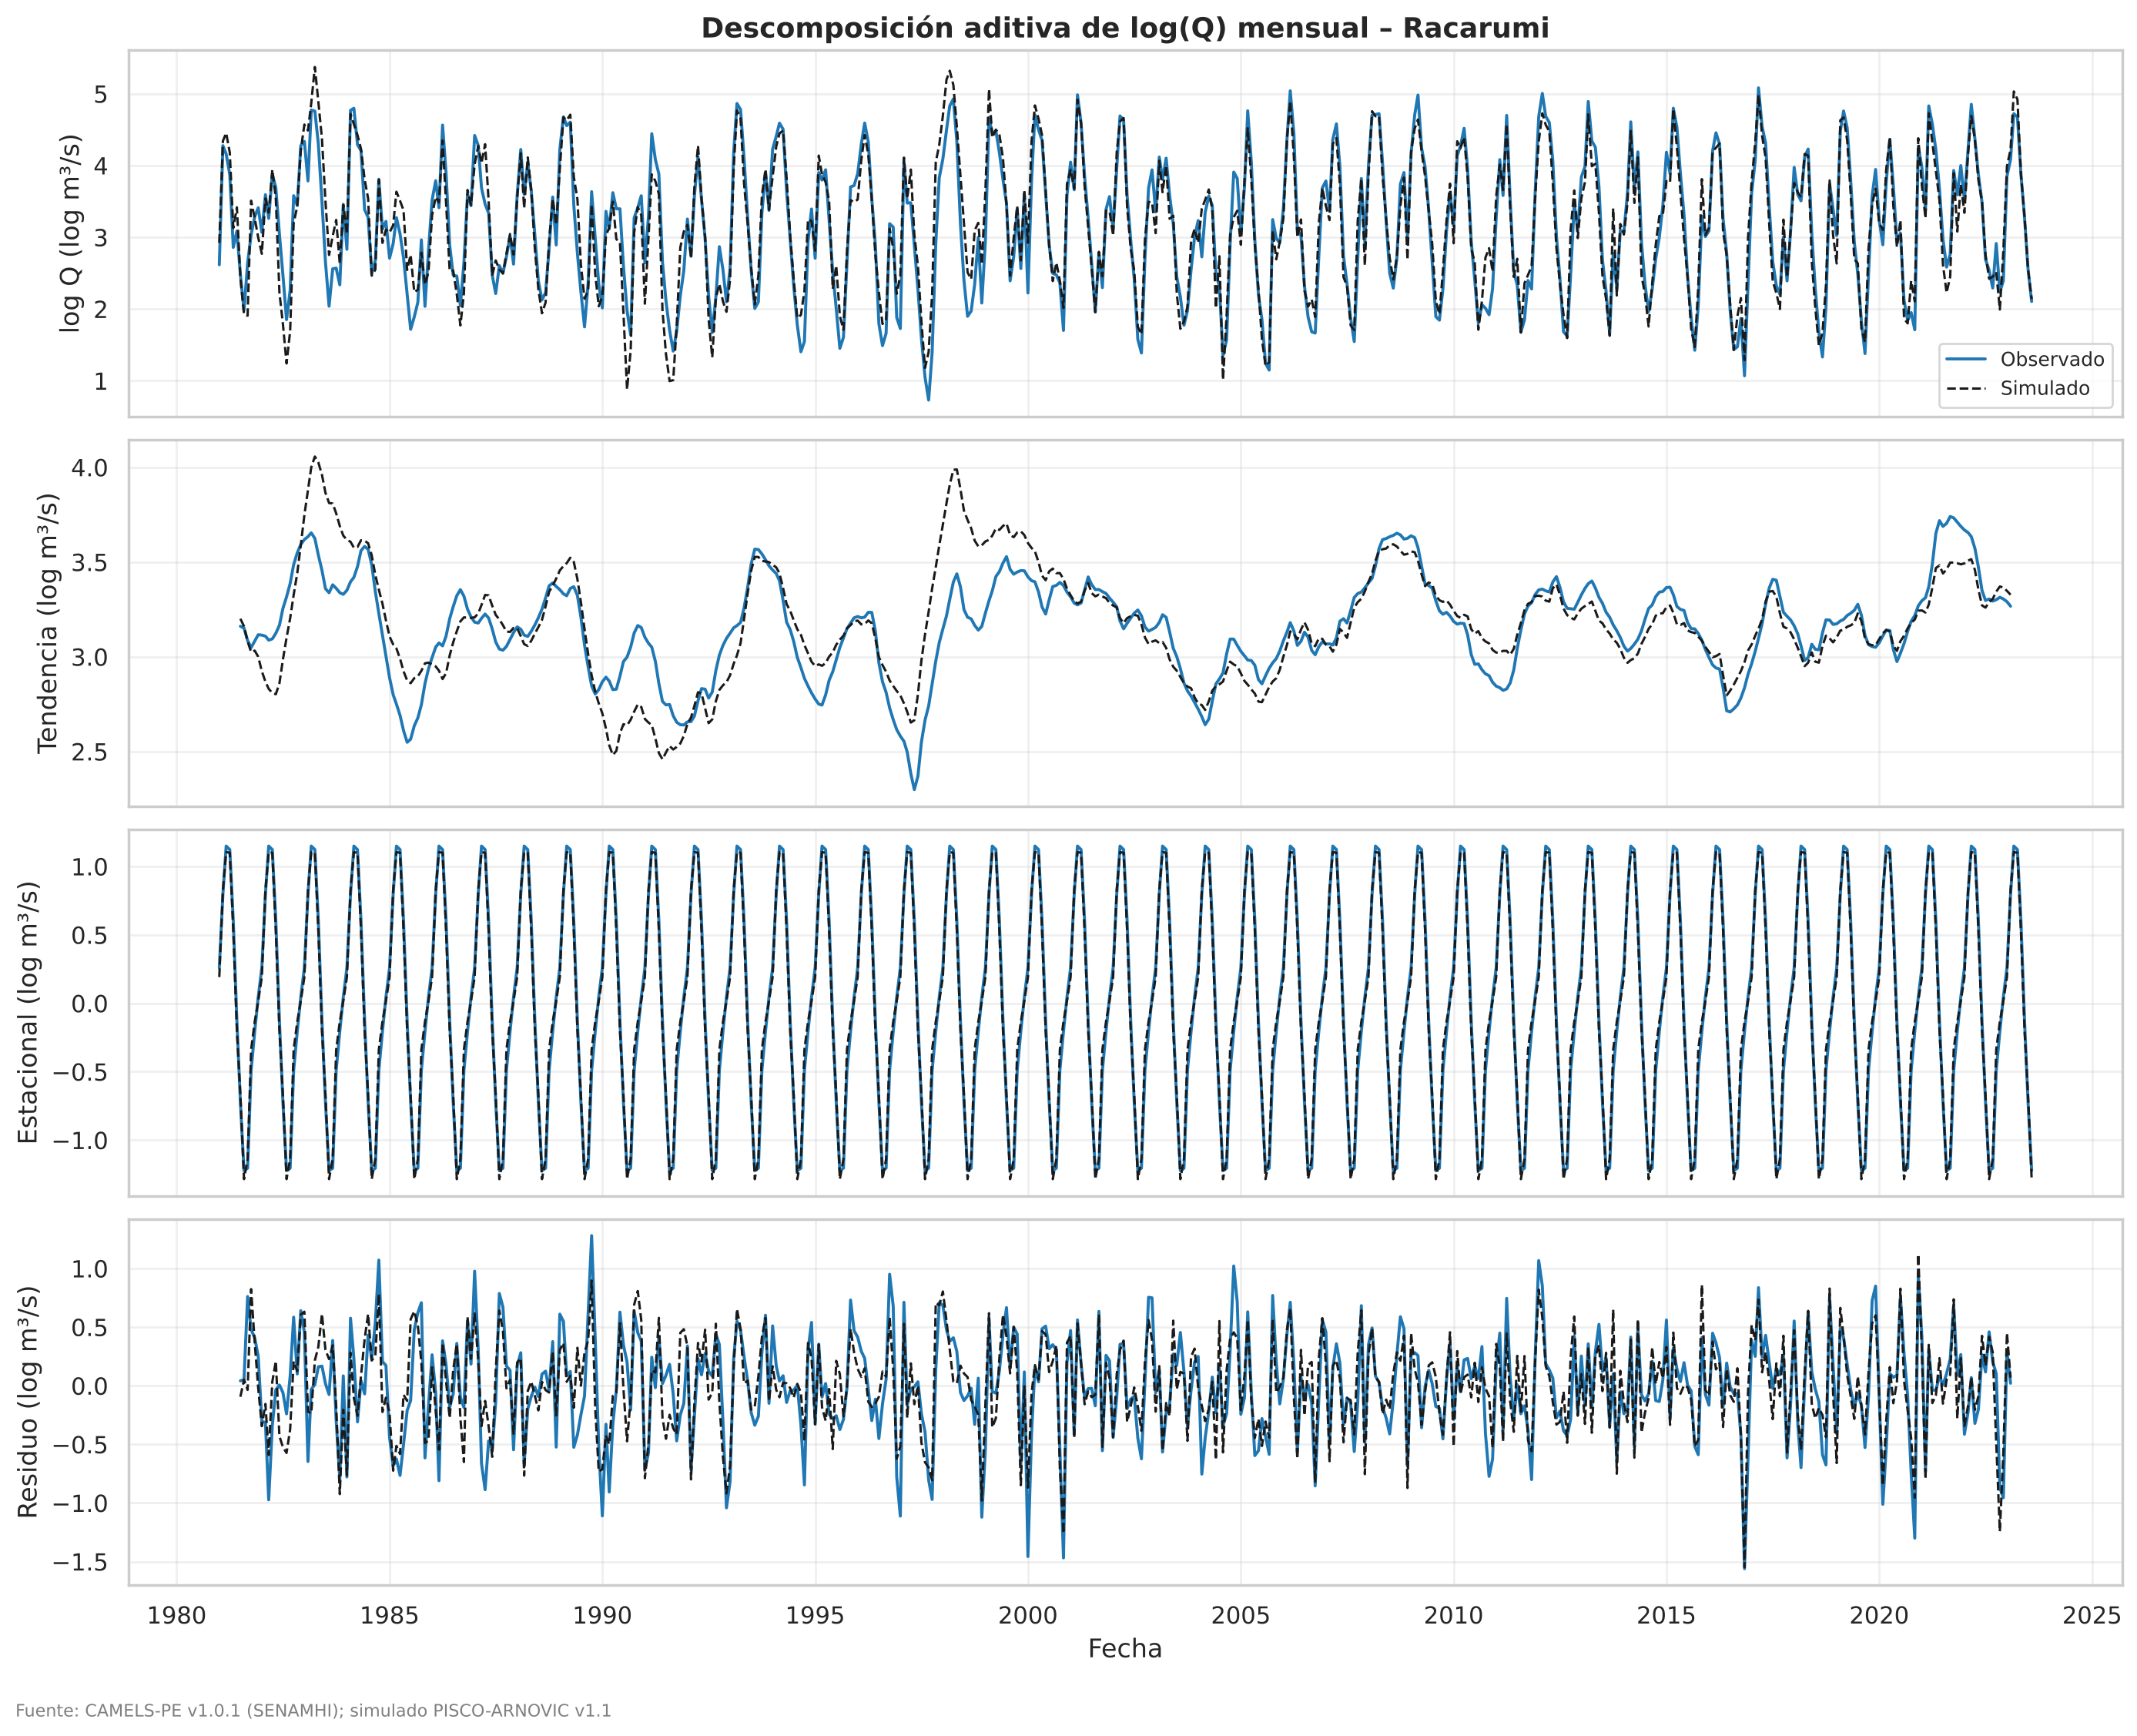 Descomposición aditiva de log(Q) mensual – Racarumi
log Q (log m³/s)
5
4
3
2
1
Observado
Simulado
Tendencia (log m³/s)
4.0
3.5
3.0
2.5
Estacional (log m³/s)
1.0
0.5
0.0
−0.5
−1.0
Residuo (log m³/s)
1.0
0.5
0.0
−0.5
−1.0
−1.5
1980 1985 1990 1995 2000 2005 2010 2015 2020 2025
Fecha
Fuente: CAMELS-PE v1.0.1 (SENAMHI); simulado PISCO-ARNOVIC v1.1